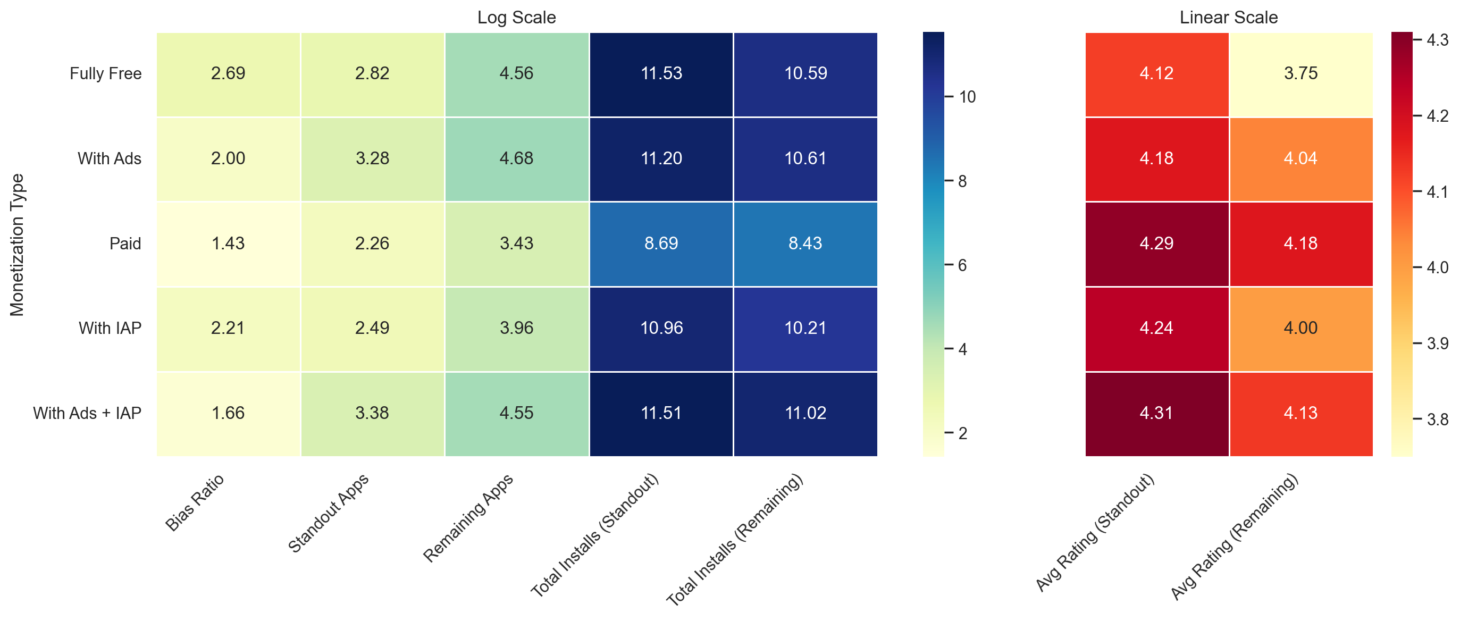 Log Scale
Linear Scale
Monetization Type
Fully Free 2.69 2.82 4.56 11.53 10.59 4.12 3.75
With Ads 2.00 3.28 4.68 11.20 10.61 4.18 4.04
Paid 1.43 2.26 3.43 8.69 8.43 4.29 4.18
With IAP 2.21 2.49 3.96 10.96 10.21 4.24 4.00
With Ads + IAP 1.66 3.38 4.55 11.51 11.02 4.31 4.13
10
8
6
4
2
4.3
4.2
4.1
4.0
3.9
3.8
Bias Ratio
Standout Apps
Remaining Apps
Total Installs (Standout)
Total Installs (Remaining)
Avg Rating (Standout)
Avg Rating (Remaining)